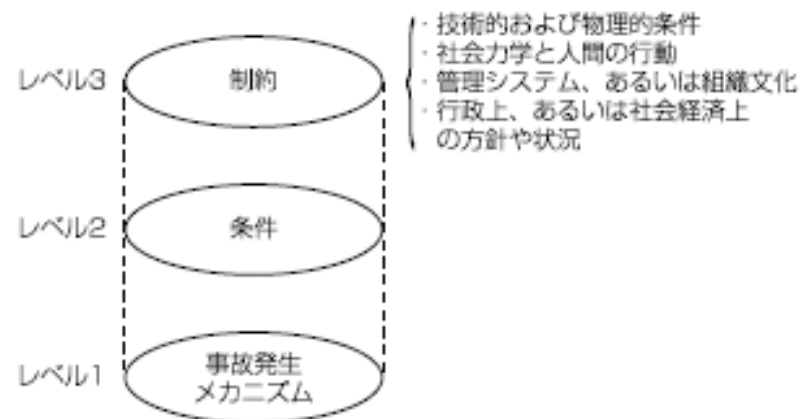 ・技術的および物理的条件
・社会力学と人間の行動
レベル3
制約
・管理システム、あるいは組織文化
・行政上、あるいは社会経済上
の方針や状況
レベル2
条件
レベル1
事故発生
メカニズム